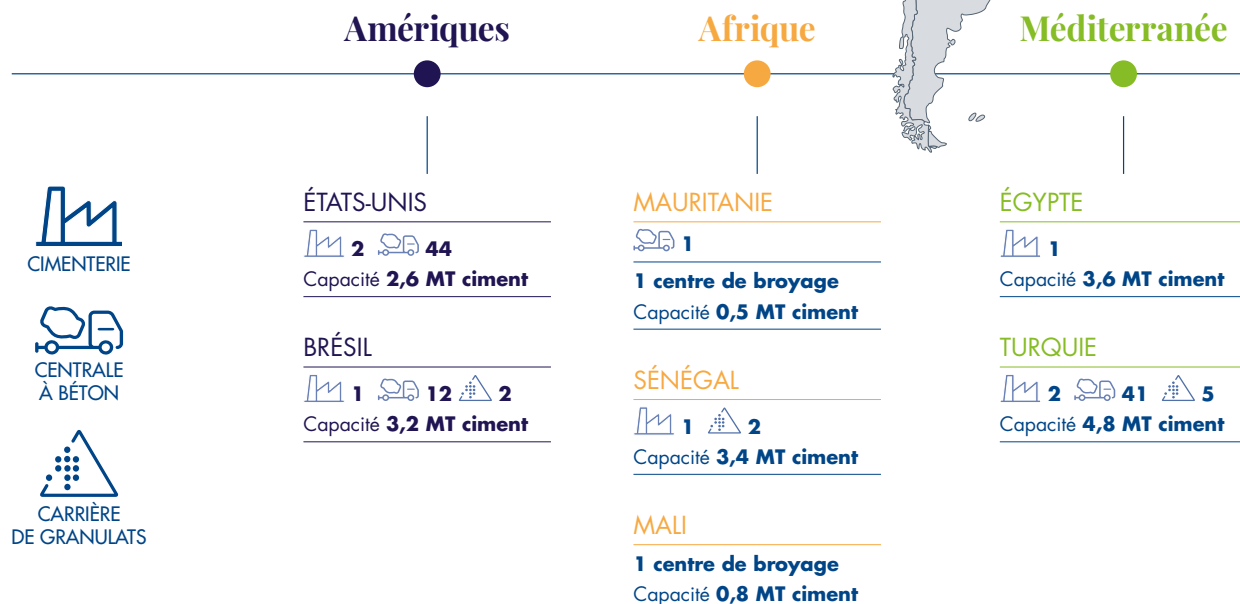 Amériques
Afrique
Méditerranée
CIMENTERIE
CENTRALE
À BÉTON
CARRIÈRE
DE GRANULATS
ÉTATS-UNIS
2 44
Capacité 2,6 MT ciment
BRÉSIL
1 12 2
Capacité 3,2 MT ciment
MAURITANIE
1
1 centre de broyage
Capacité 0,5 MT ciment
SÉNÉGAL
1 2
Capacité 3,4 MT ciment
MALI
1 centre de broyage
Capacité 0,8 MT ciment
ÉGYPTE
1
Capacité 3,6 MT ciment
TURQUIE
2 41 5
Capacité 4,8 MT ciment